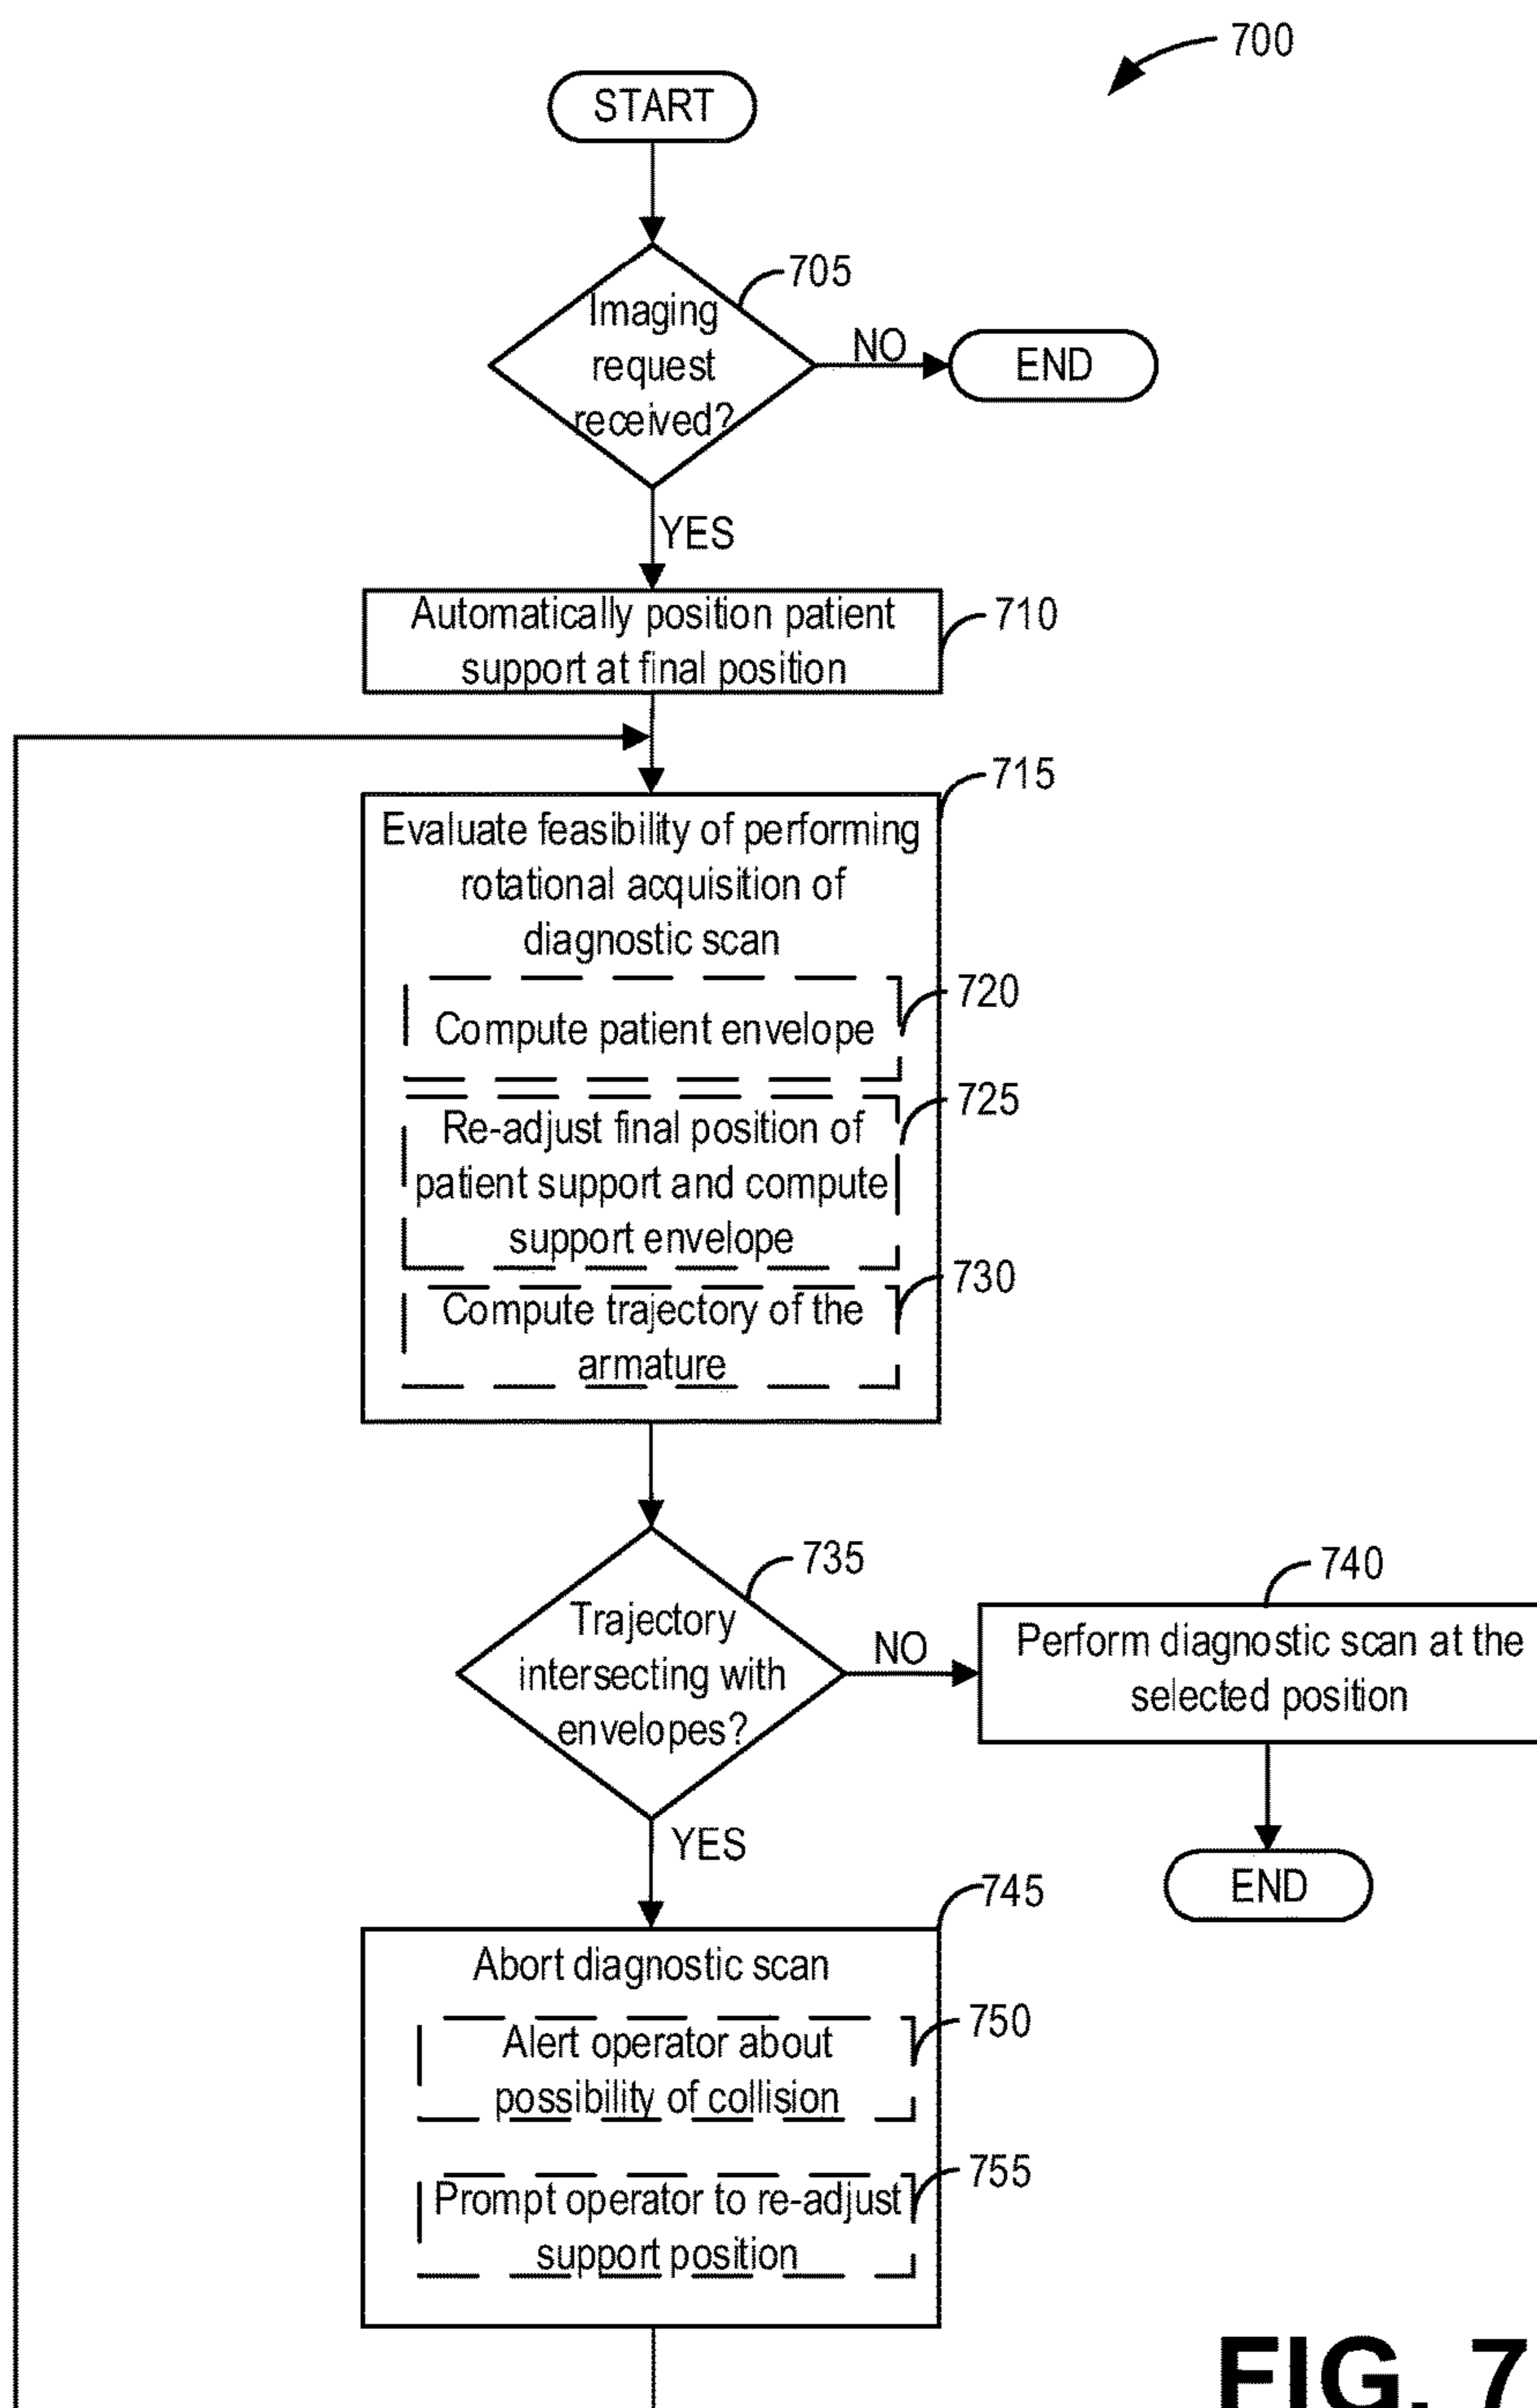 700
START
705
Imaging
request
received?
NO
END
YES
Automatically position patient
support at final position
710
715
Evaluate feasibility of performing
rotational acquisition of
diagnostic scan
720
Compute patient envelope
725
Re-adjust final position of
patient support and compute
support envelope
730
Compute trajectory of the
armature
735
Trajectory
intersecting with
envelopes?
NO
740
Perform diagnostic scan at the
selected position
END
YES
745
Abort diagnostic scan
750
Alert operator about
possibility of collision
755
Prompt operator to re-adjust
support position
FIG. 7